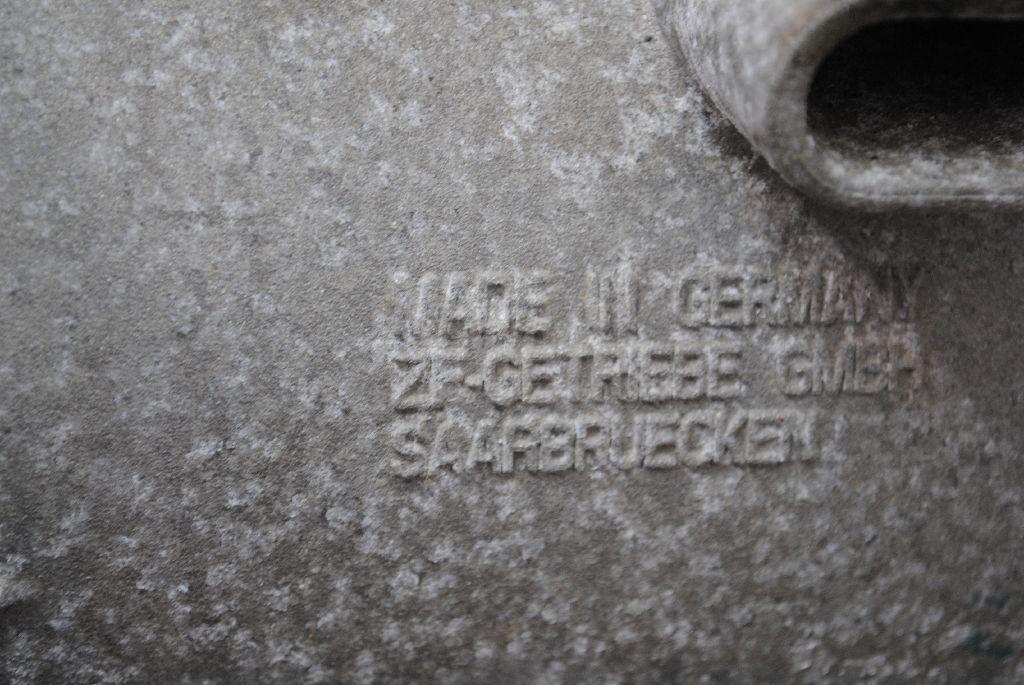 MADE IN GERMANY
ZF-GETRIEBE GMBH
SAARBRUECKEN